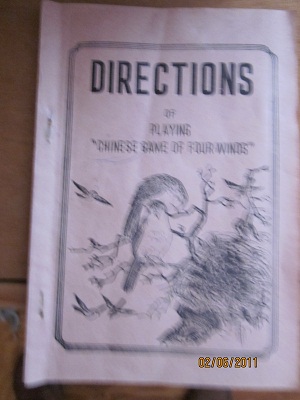 DIRECTIONS
OF
PLAYING
"CHINESE GAME OF FOUR WINDS"
02/06/2011